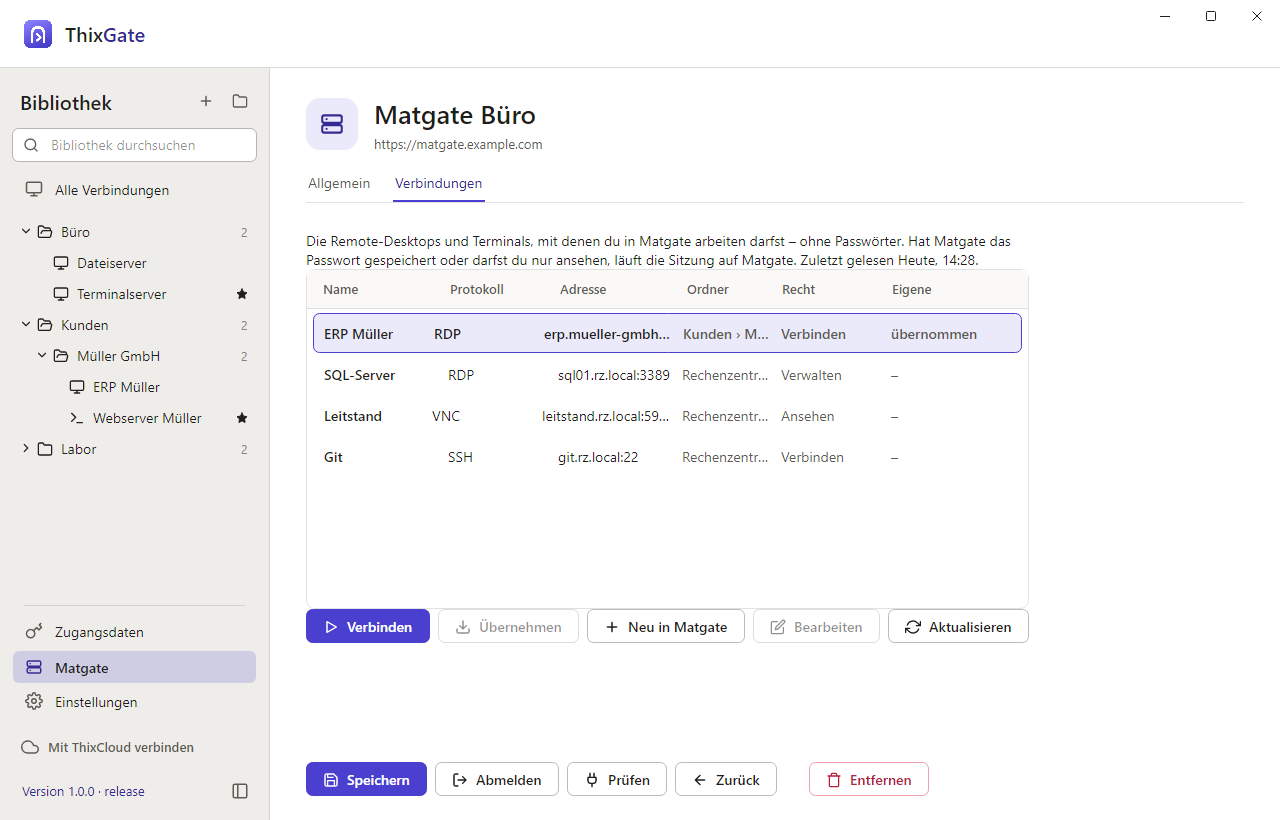 ThixGate
Bibliothek
Bibliothek durchsuchen
Alle Verbindungen
Büro 2
Dateiserver
Terminalserver
Kunden 2
Müller GmbH 2
ERP Müller
Webserver Müller
Labor 2
Zugangsdaten
Matgate
Einstellungen
Mit ThixCloud verbinden
Version 1.0.0 · release
Matgate Büro
https://matgate.example.com
Allgemein Verbindungen
Die Remote-Desktops und Terminals, mit denen du in Matgate arbeiten darfst – ohne Passwörter. Hat Matgate das
Passwort gespeichert oder darfst du nur ansehen, läuft die Sitzung auf Matgate. Zuletzt gelesen Heute, 14:28.
Name Protokoll Adresse Ordner Recht Eigene
ERP Müller RDP erp.mueller-gmbh... Kunden › M... Verbinden übernommen
SQL-Server RDP sql01.rz.local:3389 Rechenzentr... Verwalten –
Leitstand VNC leitstand.rz.local:59... Rechenzentr... Ansehen –
Git SSH git.rz.local:22 Rechenzentr... Verbinden –
Verbinden Übernehmen Neu in Matgate Bearbeiten Aktualisieren
Speichern Abmelden Prüfen Zurück Entfernen